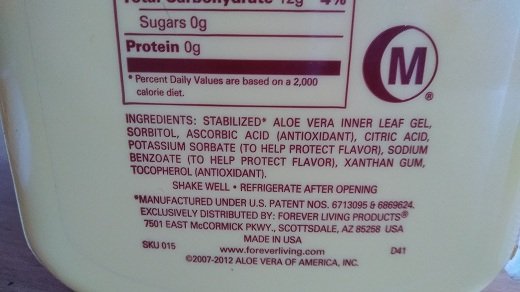 Total Carbohydrate 12g 4%
Sugars 0g
Protein 0g
* Percent Daily Values are based on a 2,000
calorie diet.
M
®
INGREDIENTS: STABILIZED* ALOE VERA INNER LEAF GEL,
SORBITOL, ASCORBIC ACID (ANTIOXIDANT), CITRIC ACID,
POTASSIUM SORBATE (TO HELP PROTECT FLAVOR), SODIUM
BENZOATE (TO HELP PROTECT FLAVOR), XANTHAN GUM,
TOCOPHEROL (ANTIOXIDANT).
SHAKE WELL • REFRIGERATE AFTER OPENING
*MANUFACTURED UNDER U.S. PATENT NOS. 6713095 & 6869624.
EXCLUSIVELY DISTRIBUTED BY: FOREVER LIVING PRODUCTS®
7501 EAST McCORMICK PKWY., SCOTTSDALE, AZ 85258 USA
MADE IN USA
SKU 015 www.foreverliving.com D41
©2007-2012 ALOE VERA OF AMERICA, INC.